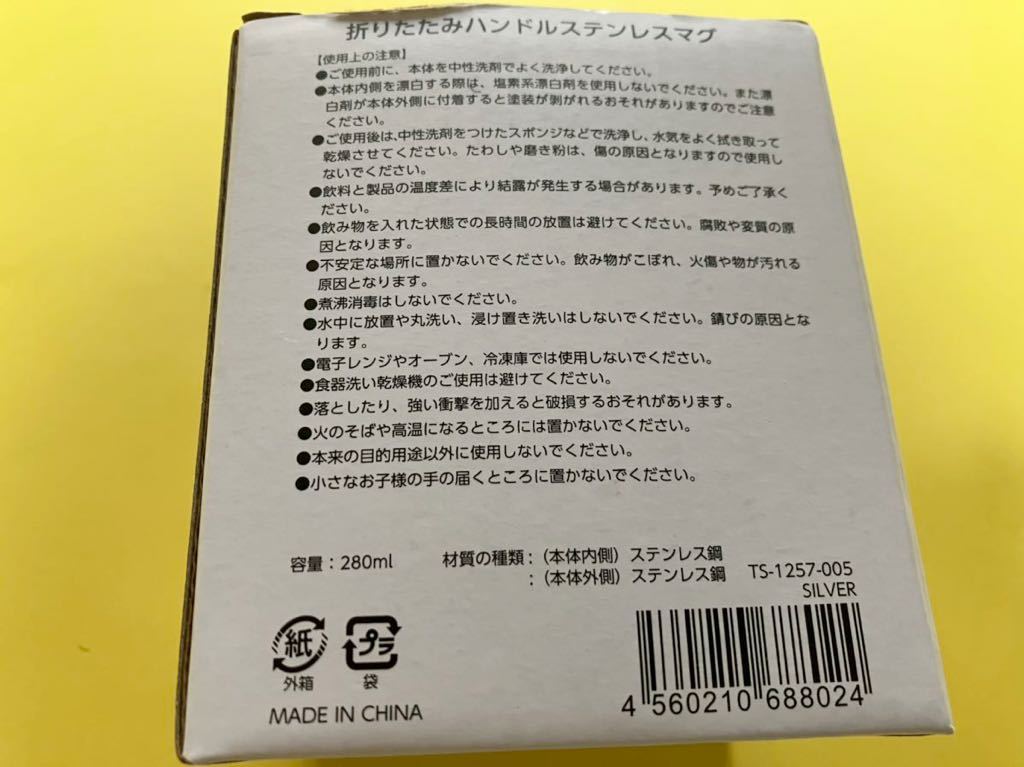 折りたたみハンドルステンレスマグ
【使用上の注意】
●ご使用前に、本体を中性洗剤でよく洗浄してください。
●本体内側を漂白する際は、塩素系漂白剤を使用しないでください。また漂
白剤が本体外側に付着すると塗装が剥がれるおそれがありますのでご注意
ください。
●ご使用後は、中性洗剤をつけたスポンジなどで洗浄し、水気をよく拭き取って
乾燥させてください。たわしや磨き粉は、傷の原因となりますので使用し
ないでください。
●飲料と製品の温度差により結露が発生する場合があります。予めご了承く
ださい。
●飲み物を入れた状態での長時間の放置は避けてください。腐敗や変質の原
因となります。
●不安定な場所に置かないでください。飲み物がこぼれ、火傷や物が汚れる
原因となります。
●煮沸消毒はしないでください。
●水中に放置や丸洗い、浸け置き洗いはしないでください。錆びの原因とな
ります。
●電子レンジやオーブン、冷凍庫では使用しないでください。
●食器洗い乾燥機のご使用は避けてください。
●落としたり、強い衝撃を加えると破損するおそれがあります。
●火のそばや高温になるところには置かないでください。
●本来の目的用途以外に使用しないでください。
●小さなお子様の手の届くところに置かないでください。
容量：280ml 材質の種類：（本体内側）ステンレス鋼
：（本体外側）ステンレス鋼 TS-1257-005
SILVER
紙 プラ
外箱 袋
MADE IN CHINA
4 560210 688024